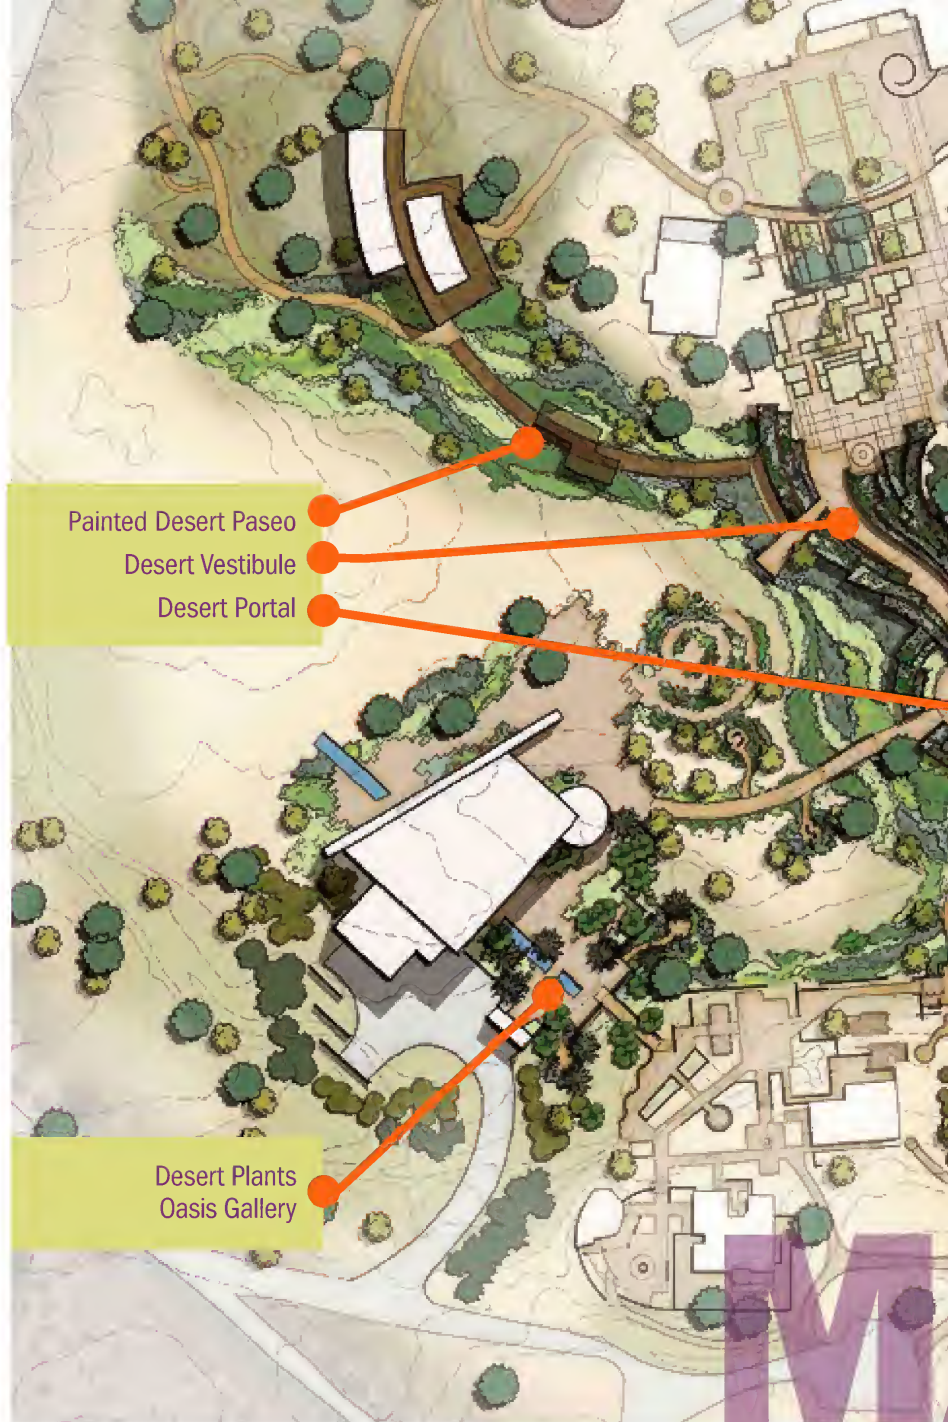 Painted Desert Paseo
Desert Vestibule
Desert Portal
Desert Plants
Oasis Gallery
M